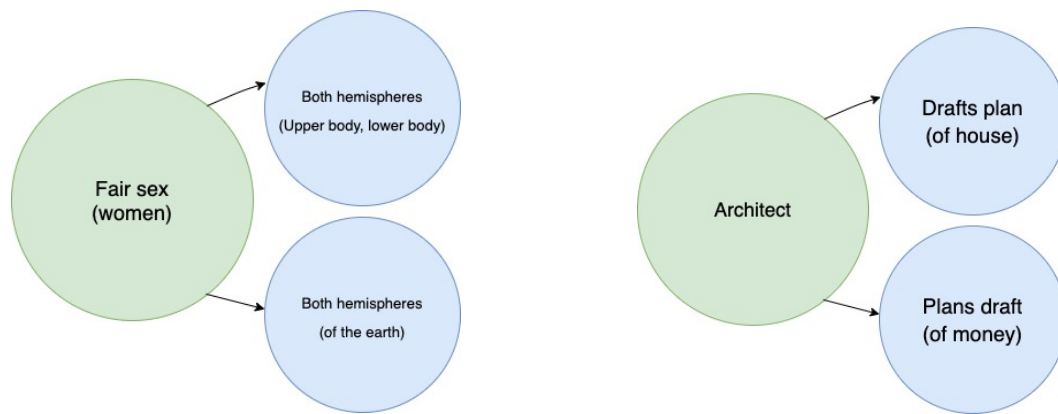 Both hemispheres
(Upper body, lower body)
Fair sex
(women)
Both hemispheres
(of the earth)
Drafts plan
(of house)
Architect
Plans draft
(of money)